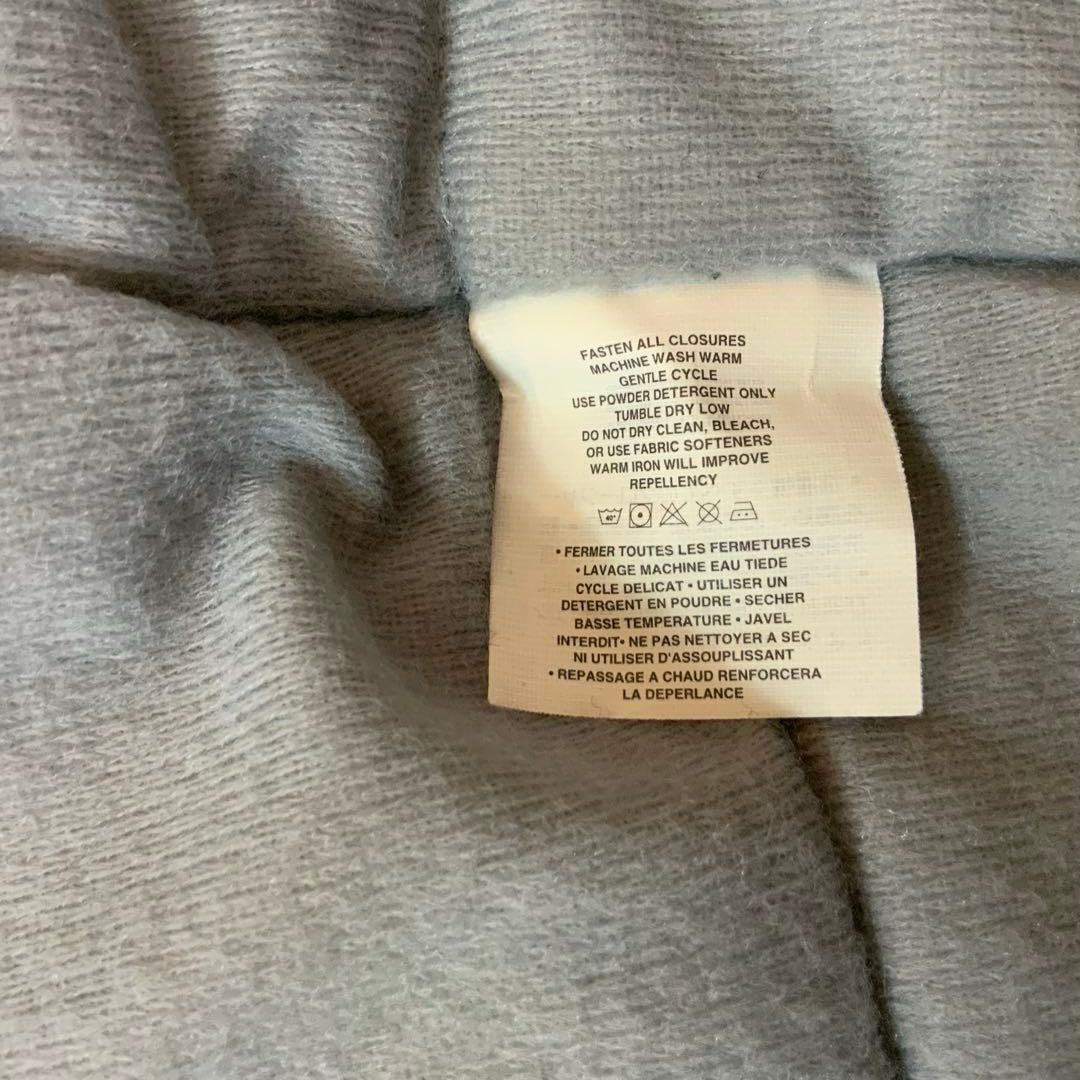 FASTEN ALL CLOSURES
MACHINE WASH WARM
GENTLE CYCLE
USE POWDER DETERGENT ONLY
TUMBLE DRY LOW
DO NOT DRY CLEAN, BLEACH,
OR USE FABRIC SOFTENERS
WARM IRON WILL IMPROVE
REPELLENCY
40°
• FERMER TOUTES LES FERMETURES
• LAVAGE MACHINE EAU TIEDE
CYCLE DELICAT • UTILISER UN
DETERGENT EN POUDRE • SECHER
BASSE TEMPERATURE • JAVEL
INTERDIT• NE PAS NETTOYER A SEC
NI UTILISER D'ASSOUPLISSANT
• REPASSAGE A CHAUD RENFORCERA
LA DEPERLANCE